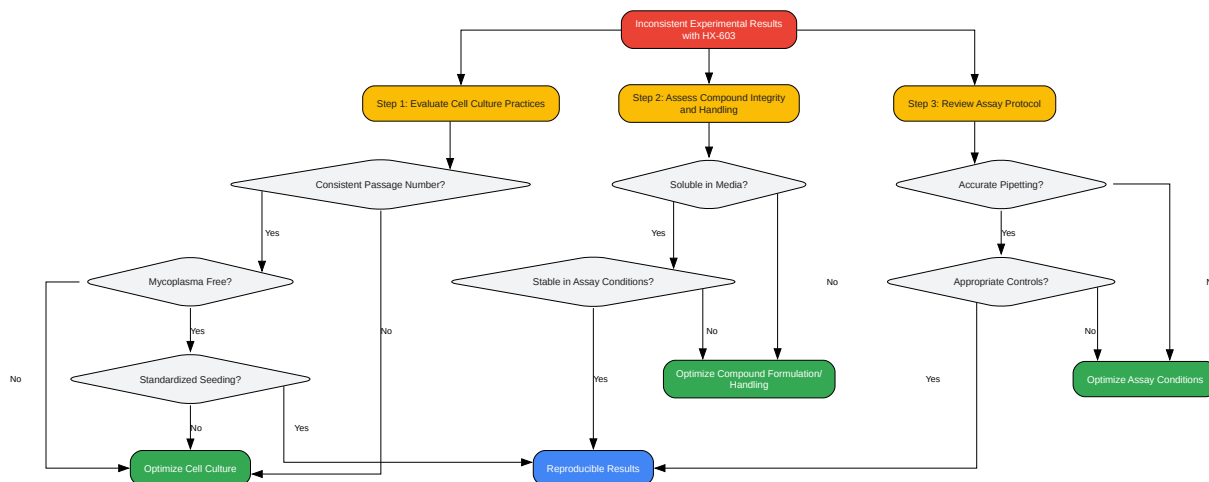 Inconsistent Experimental Results
with HX-603
Step 1: Evaluate Cell Culture Practices
Step 2: Assess Compound Integrity
and Handling
Step 3: Review Assay Protocol
Consistent Passage Number?
Soluble in Media?
Accurate Pipetting?
Yes
Yes
Yes
Mycoplasma Free?
Stable in Assay Conditions?
No
Appropriate Controls?
Yes
No
No
No
No
Standardized Seeding?
Yes
Optimize Compound Formulation/
Handling
Yes
Optimize Assay Conditions
No
Yes
Optimize Cell Culture
Reproducible Results